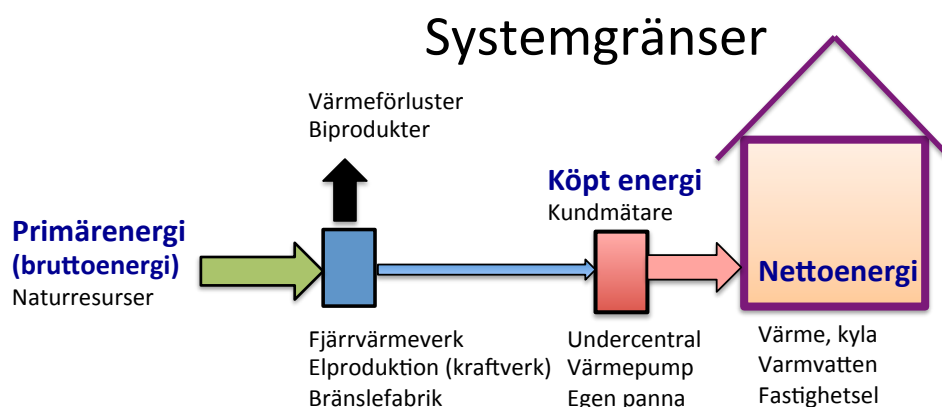 Systemgränser
Värmeförluster
Biprodukter
Köpt energi
Kundmätare
Primärenergi
(bruttoenergi)
Naturresurser
Nettoenergi
Fjärrvärmeverk
Elproduktion (kraftverk)
Bränslefabrik
Undercentral
Värmepump
Egen panna
Värme, kyla
Varmvatten
Fastighetsel